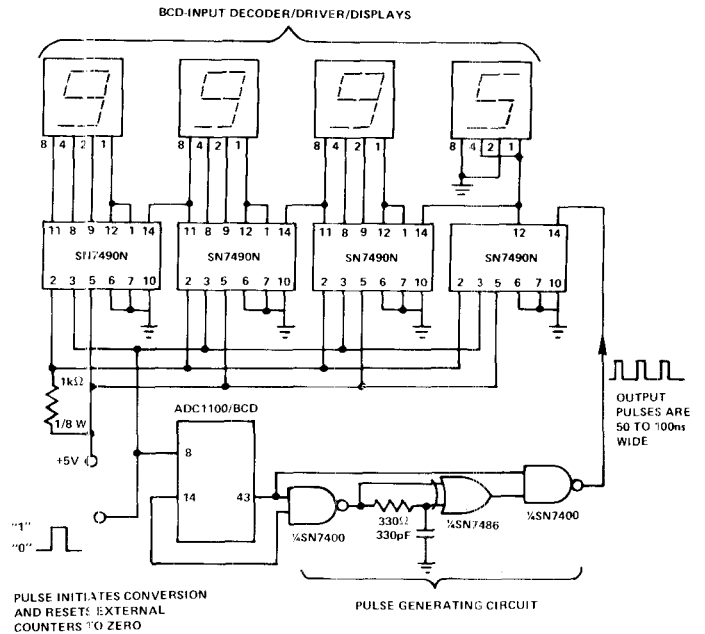 BCD-INPUT DECODER/DRIVER/DISPLAYS
9 9 9 5
8 4 2 1 8 4 2 1 8 4 2 1 8 4 2 1
11 8 9 12 1 14 11 8 9 12 1 14 11 8 9 12 1 14 12 14
SN7490N SN7490N SN7490N SN7490N
2 3 5 6 7 10 2 3 5 6 7 10 2 3 5 6 7 10 2 3 5 6 7 10
1kΩ
1/8 W
+5V
ADC1100/BCD
8
14 43
OUTPUT
PULSES ARE
50 TO 100ns
WIDE
330Ω
330pF
¼SN7400
¼SN7486
¼SN7400
"1"
"0"
PULSE INITIATES CONVERSION
AND RESETS EXTERNAL
COUNTERS TO ZERO
PULSE GENERATING CIRCUIT